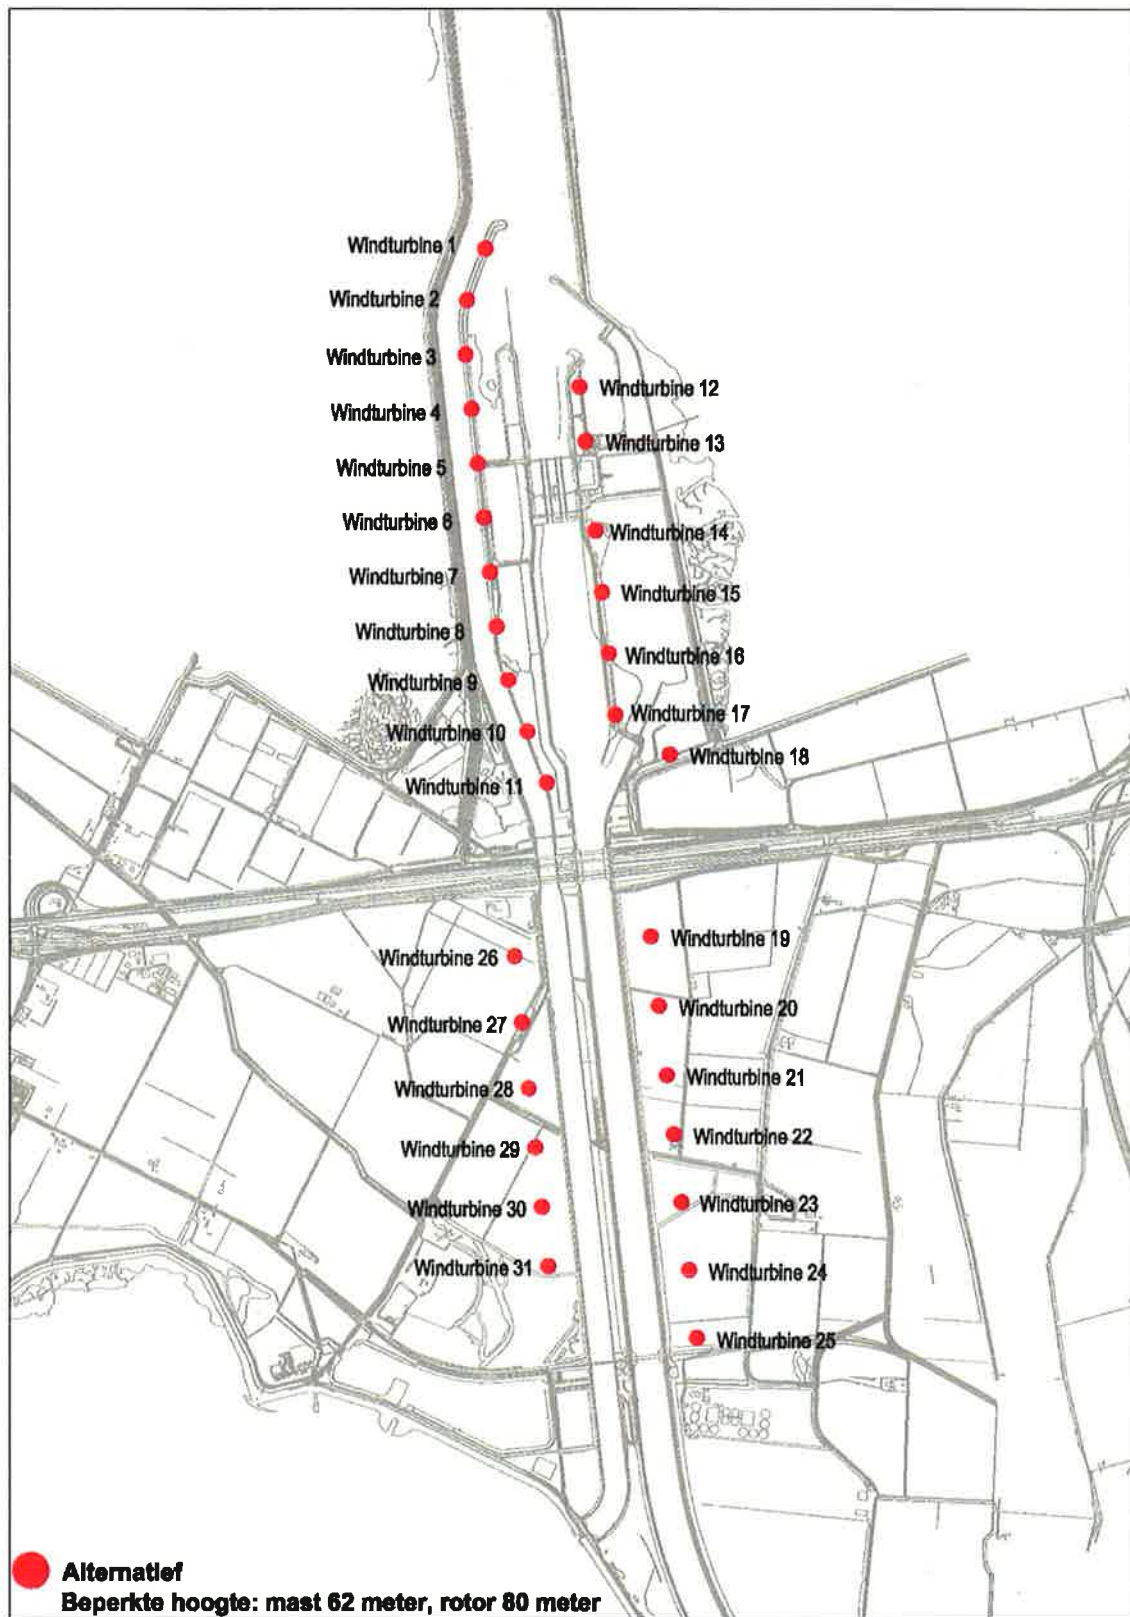 Windturbine 1
Windturbine 2
Windturbine 3
Windturbine 12
Windturbine 4
Windturbine 13
Windturbine 5
Windturbine 6
Windturbine 14
Windturbine 7
Windturbine 15
Windturbine 8
Windturbine 16
Windturbine 9
Windturbine 17
Windturbine 10
Windturbine 18
Windturbine 11
Windturbine 19
Windturbine 26
Windturbine 20
Windturbine 27
Windturbine 21
Windturbine 28
Windturbine 22
Windturbine 29
Windturbine 23
Windturbine 30
Windturbine 31
Windturbine 24
Windturbine 25
Alternatief
Beperkte hoogte: mast 62 meter, rotor 80 meter